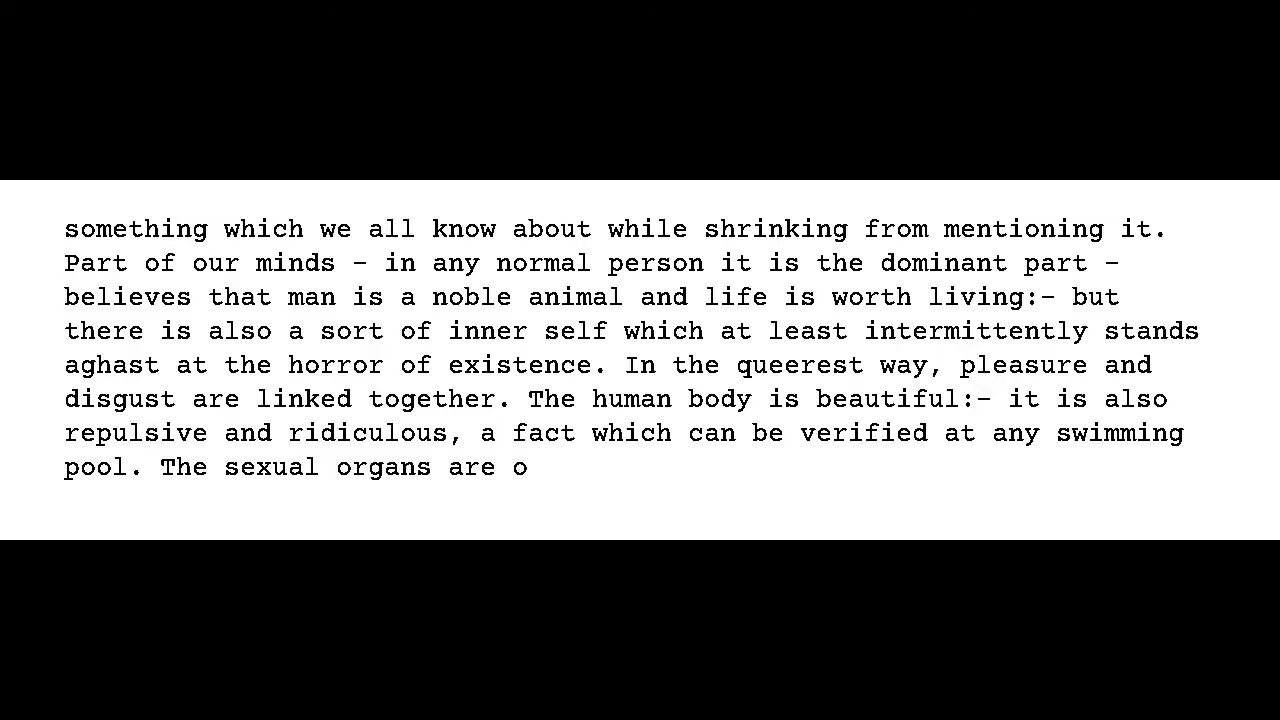 something which we all know about while shrinking from mentioning it.
Part of our minds - in any normal person it is the dominant part -
believes that man is a noble animal and life is worth living:- but
there is also a sort of inner self which at least intermittently stands
aghast at the horror of existence. In the queerest way, pleasure and
disgust are linked together. The human body is beautiful:- it is also
repulsive and ridiculous, a fact which can be verified at any swimming
pool. The sexual organs are o